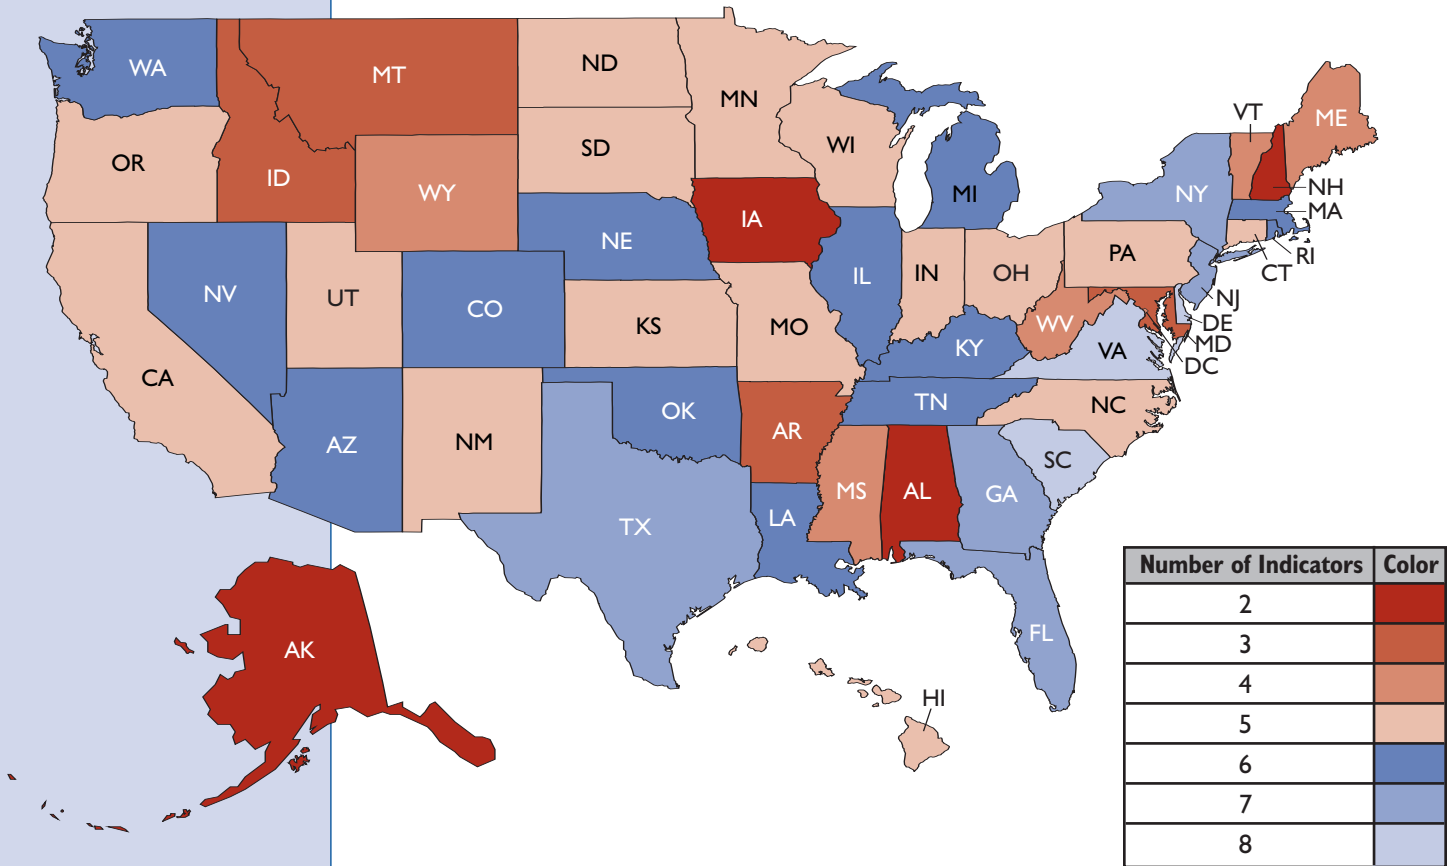 WA
MT
ND
MN
OR
ID
WY
SD
WI
MI
VT
ME
NY
NH
MA
RI
CT
NV
UT
CO
NE
IA
IL
IN
OH
PA
NJ
DE
MD
DC
CA
KS
MO
KY
WV
VA
AZ
NM
OK
AR
TN
NC
SC
TX
LA
MS
AL
GA
FL
AK
HI
Number of Indicators Color
2
3
4
5
6
7
8